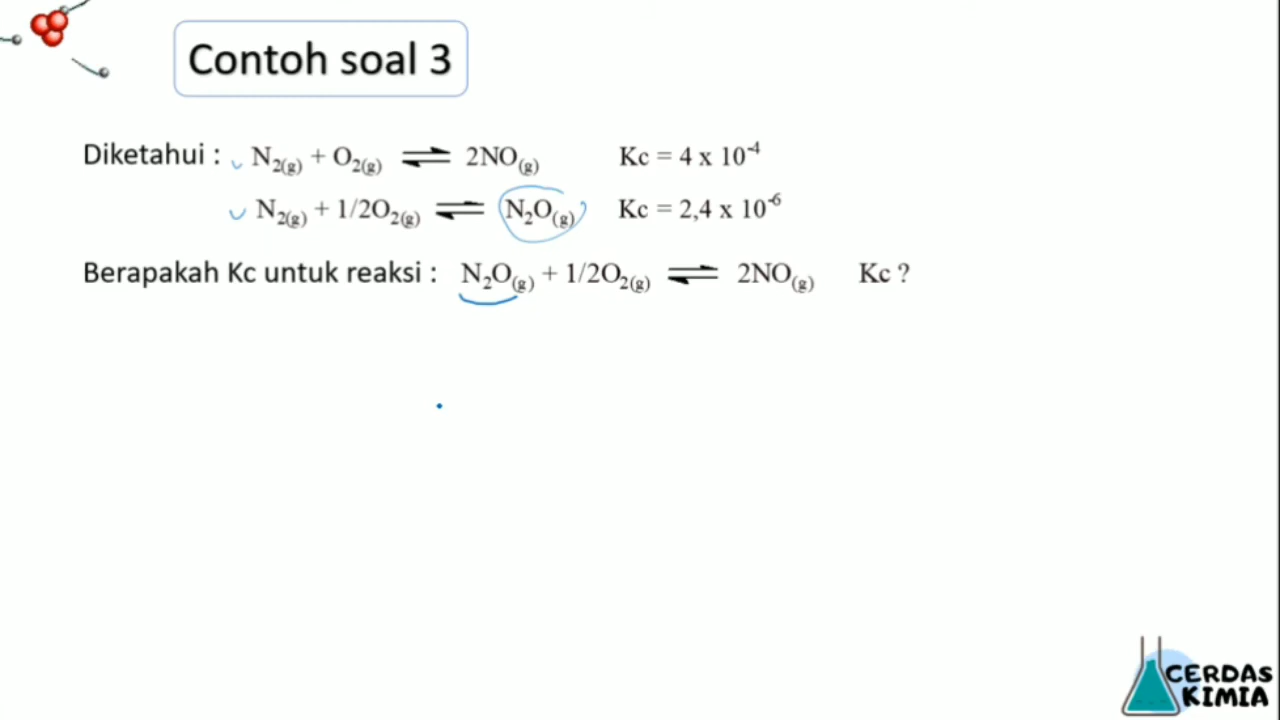 Contoh soal 3
Diketahui : N₂(g) + O₂(g) ⇌ 2NO(g) Kc = 4 x 10⁻⁴
N₂(g) + 1/2O₂(g) ⇌ N₂O(g) Kc = 2,4 x 10⁻⁶
Berapakah Kc untuk reaksi : N₂O(g) + 1/2O₂(g) ⇌ 2NO(g) Kc ?
CERDAS
KIMIA